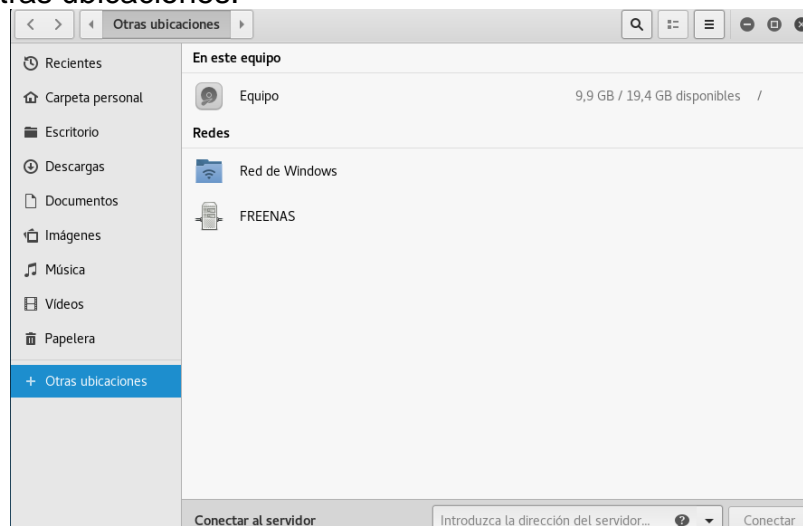 tras ubicaciones.
Otras ubicaciones
Recientes
Carpeta personal
Escritorio
Descargas
Documentos
Imágenes
Música
Vídeos
Papelera
+ Otras ubicaciones
En este equipo
Equipo 9,9 GB / 19,4 GB disponibles /
Redes
Red de Windows
FREENAS
Conectar al servidor Introduzca la dirección del servidor... Conectar